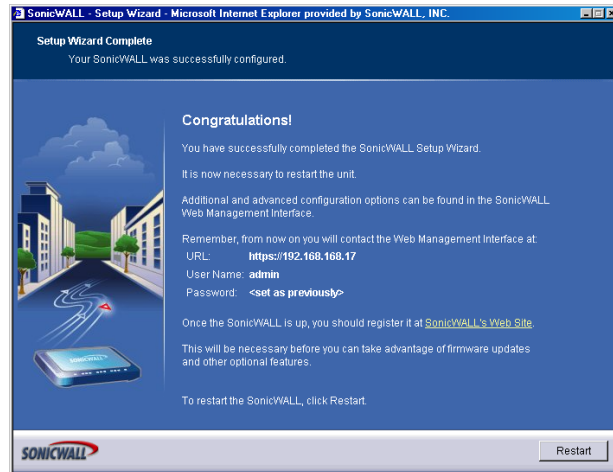 SonicWALL - Setup Wizard - Microsoft Internet Explorer provided by SonicWALL, INC.
Setup Wizard Complete
Your SonicWALL was successfully configured.
Congratulations!
You have successfully completed the SonicWALL Setup Wizard.
It is now necessary to restart the unit.
Additional and advanced configuration options can be found in the SonicWALL
Web Management Interface.
Remember, from now on you will contact the Web Management Interface at:
URL: https://192.168.168.17
User Name: admin
Password: <set as previously>
Once the SonicWALL is up, you should register it at SonicWALL's Web Site.
This will be necessary before you can take advantage of firmware updates
and other optional features.
To restart the SonicWALL, click Restart.
SONICWALL
SONICWALL
Restart